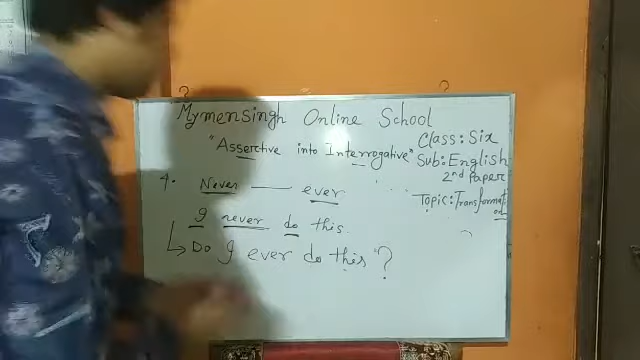 Mymensingh Online School
"Assertive into Interrogative"
Class: Six
Sub: English
2nd Paper
Topic: Transformation
4. Never — ever
I never do this.
Do I ever do this?